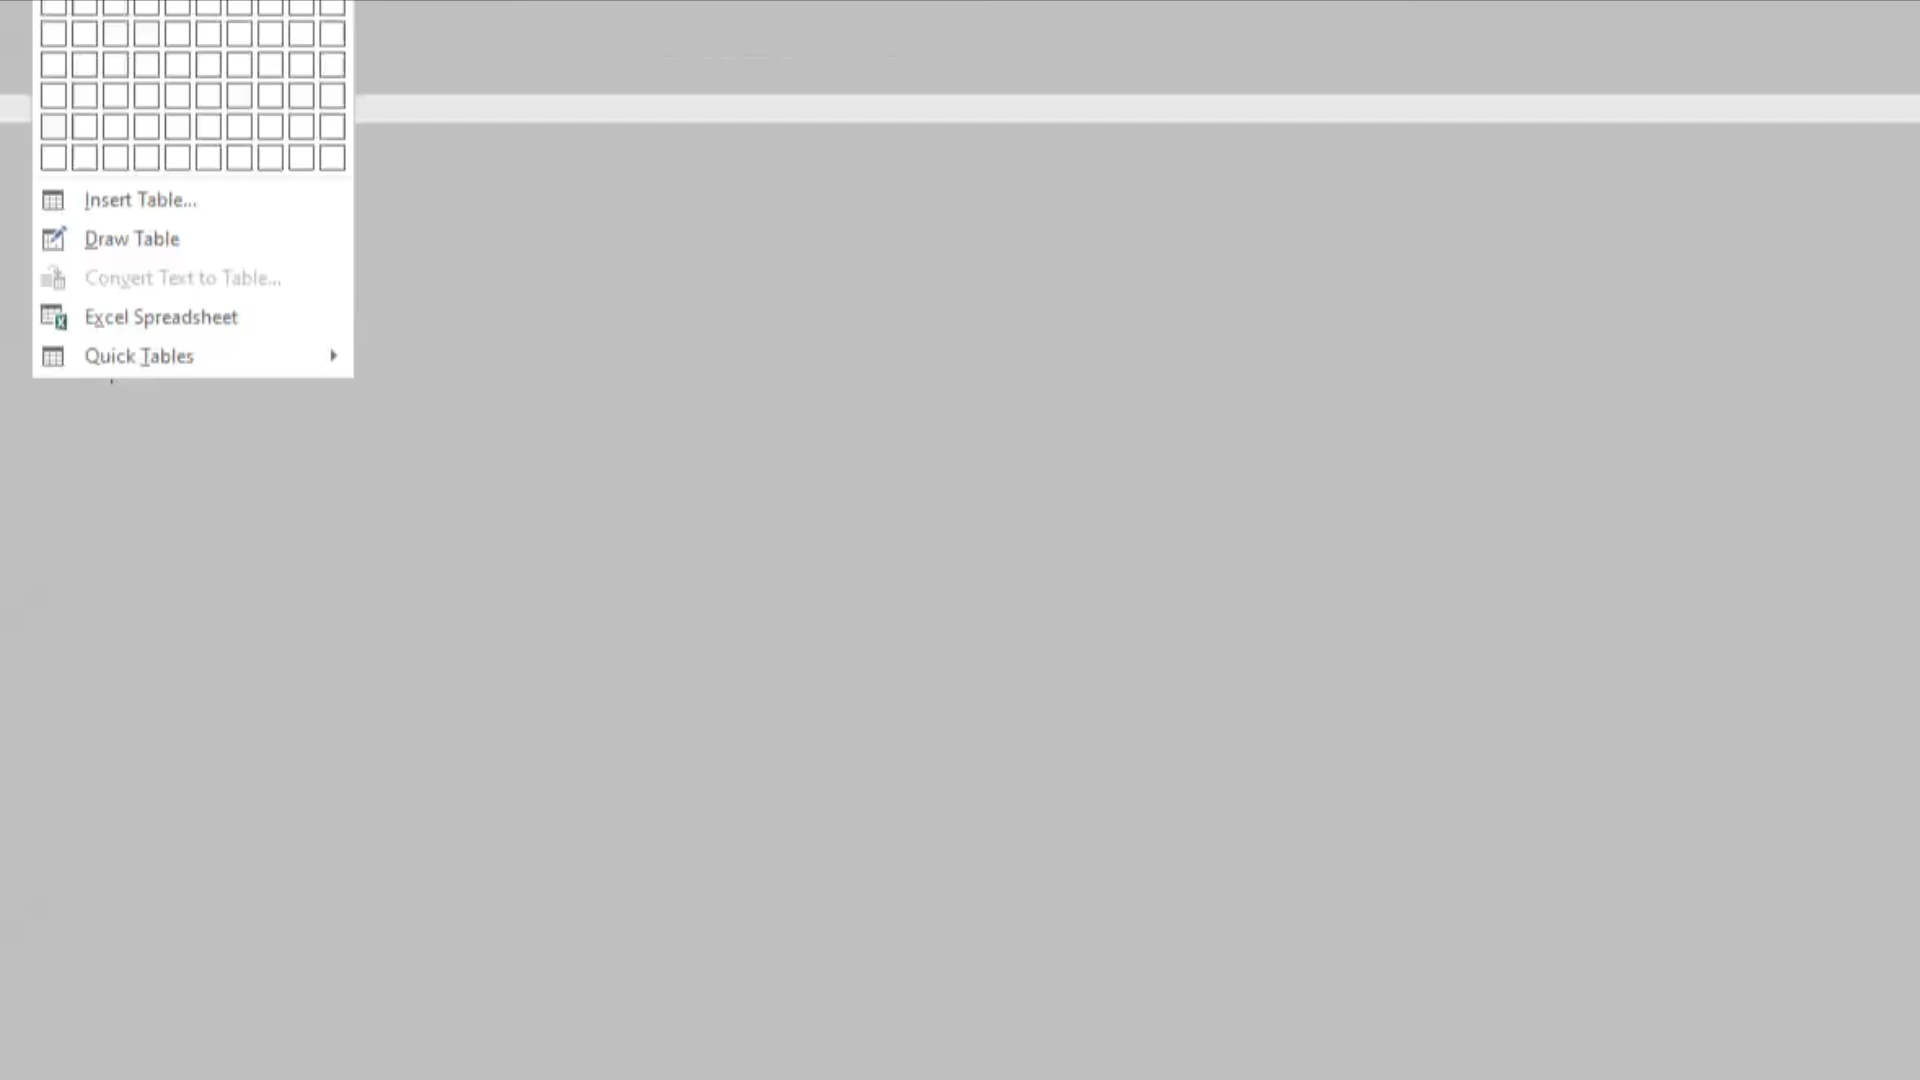 Insert Table...
Draw Table
Convert Text to Table...
Excel Spreadsheet
Quick Tables